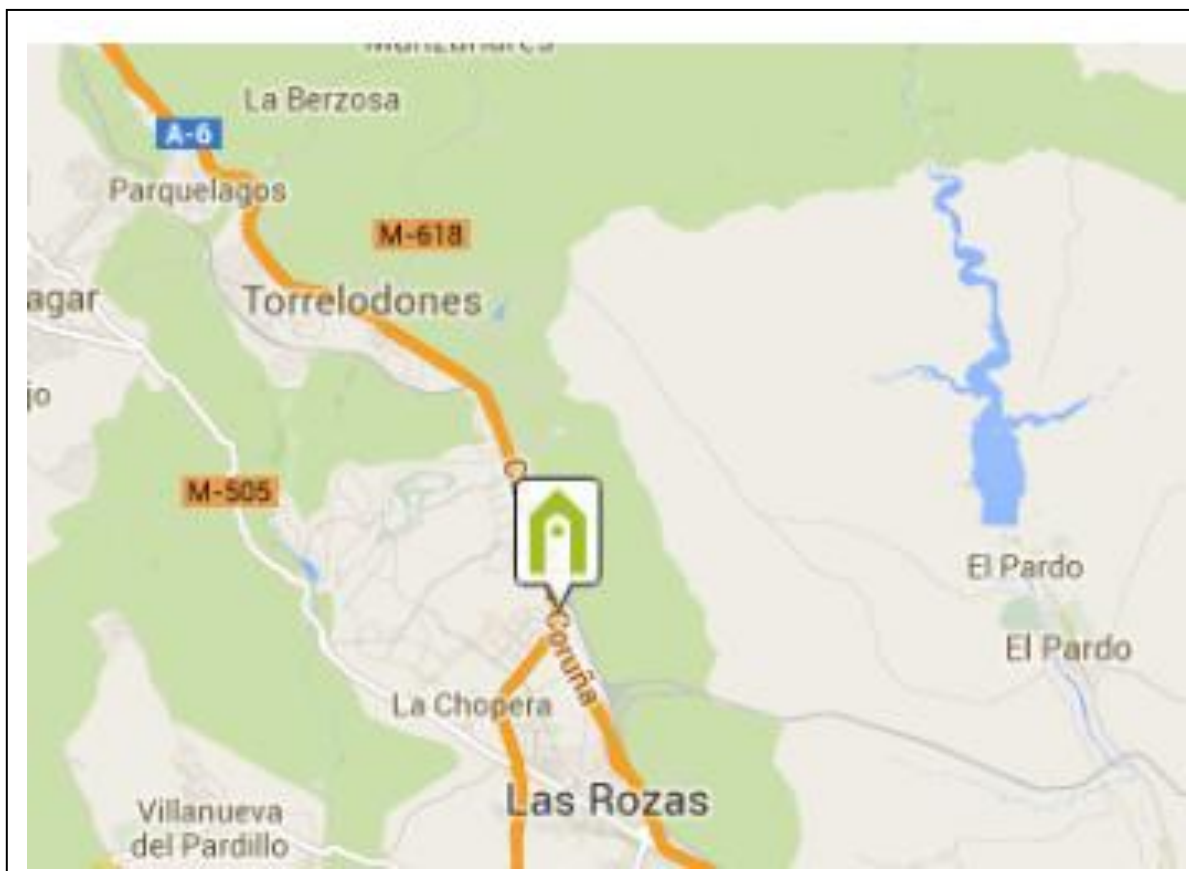 La Berzosa
A-6
Parquelagos
M-618
agar
Torrelodones
jo
M-505
El Pardo
El Pardo
Coruña
La Chopera
Las Rozas
Villanueva
del Pardillo